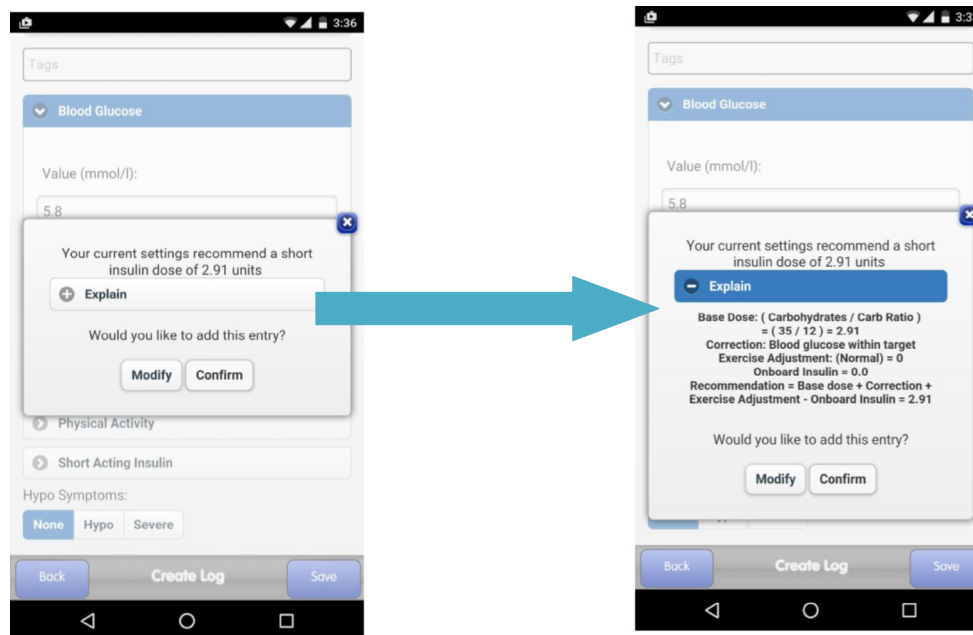 3:36
Tags
Blood Glucose
Value (mmol/l):
5.8
Your current settings recommend a short
insulin dose of 2.91 units
Explain
Would you like to add this entry?
Modify Confirm
Physical Activity
Short Acting Insulin
Hypo Symptoms:
None Hypo Severe
Back Create Log Save
3:3
Tags
Blood Glucose
Value (mmol/l):
5.8
Your current settings recommend a short
insulin dose of 2.91 units
Explain
Base Dose: ( Carbohydrates / Carb Ratio )
= ( 35 / 12 ) = 2.91
Correction: Blood glucose within target
Exercise Adjustment: (Normal) = 0
Onboard Insulin = 0.0
Recommendation = Base dose + Correction +
Exercise Adjustment - Onboard Insulin = 2.91
Would you like to add this entry?
Modify Confirm
Back Create Log Save